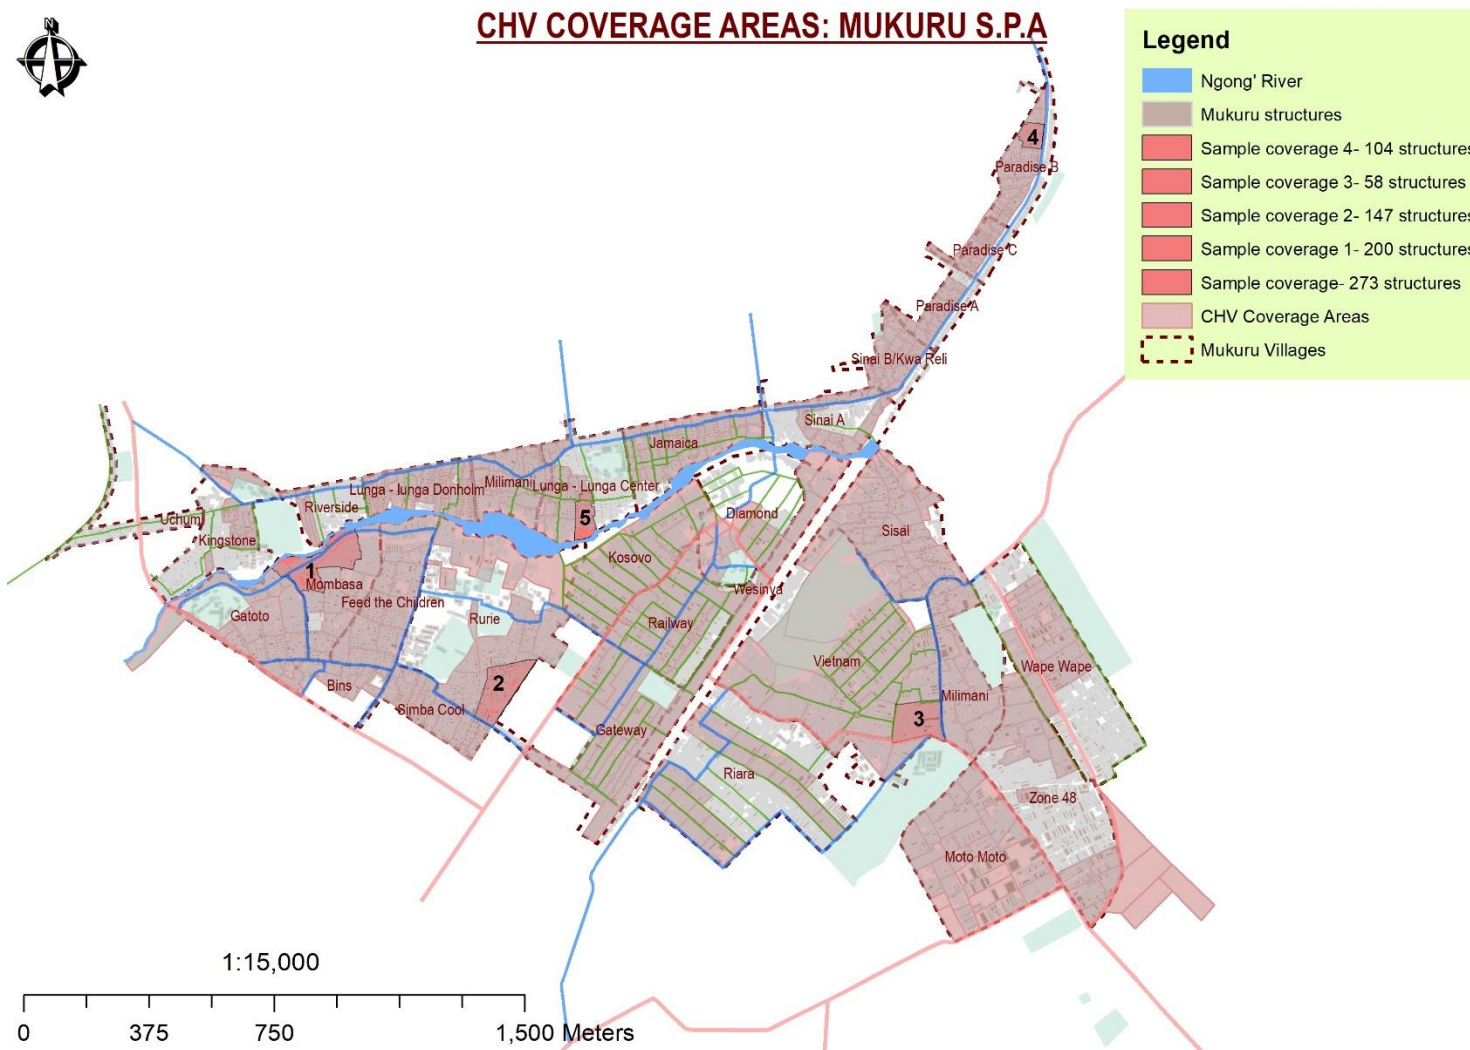 CHV COVERAGE AREAS: MUKURU S.P.A
N
Legend
Ngong' River
Mukuru structures
Sample coverage 4- 104 structures
Sample coverage 3- 58 structures
Sample coverage 2- 147 structures
Sample coverage 1- 200 structures
Sample coverage- 273 structures
CHV Coverage Areas
Mukuru Villages
4
Paradise B
Paradise C
Paradise A
Sinai B/Kwa Reli
Sinai A
Jamaica
Milimani
Lunga - Lunga Center
Lunga - lunga Donholm
Riverside
Uchumi
Kingstone
5
Diamond
Sisal
Kosovo
1
Mombasa
Feed the Children
Wesinya
Gatoto
Rurie
Railway
Vietnam
Wape Wape
Bins
2
Milimani
Simba Cool
3
Gateway
Riara
Zone 48
Moto Moto
1:15,000
0 375 750 1,500 Meters